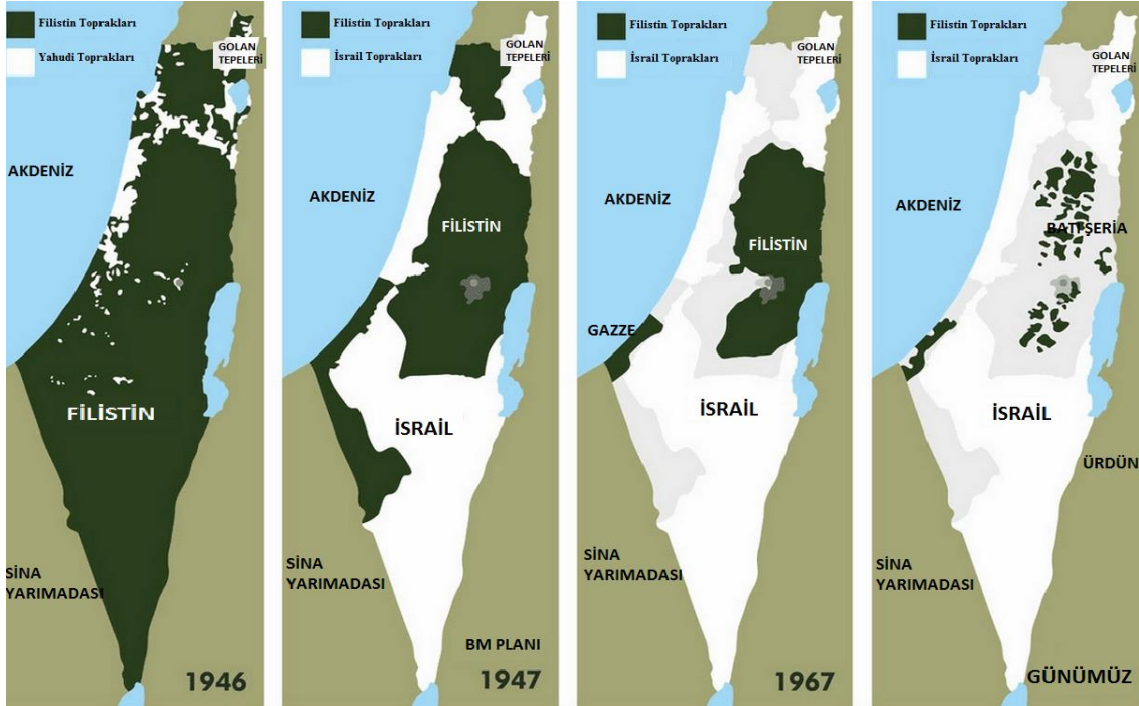 Filistin Toprakları
Yahudi Toprakları
GOLAN
TEPELERİ
AKDENİZ
FİLİSTİN
SİNA
YARIMADASI
1946
Filistin Toprakları
İsrail Toprakları
GOLAN
TEPELERİ
AKDENİZ
FİLİSTİN
İSRAİL
SİNA
YARIMADASI
BM PLANI
1947
Filistin Toprakları
İsrail Toprakları
GOLAN
TEPELERİ
AKDENİZ
FİLİSTİN
GAZZE
İSRAİL
SİNA
YARIMADASI
1967
Filistin Toprakları
İsrail Toprakları
GOLAN
TEPELERİ
AKDENİZ
BATI ŞERİA
İSRAİL
ÜRDÜN
SİNA
YARIMADASI
GÜNÜMÜZ